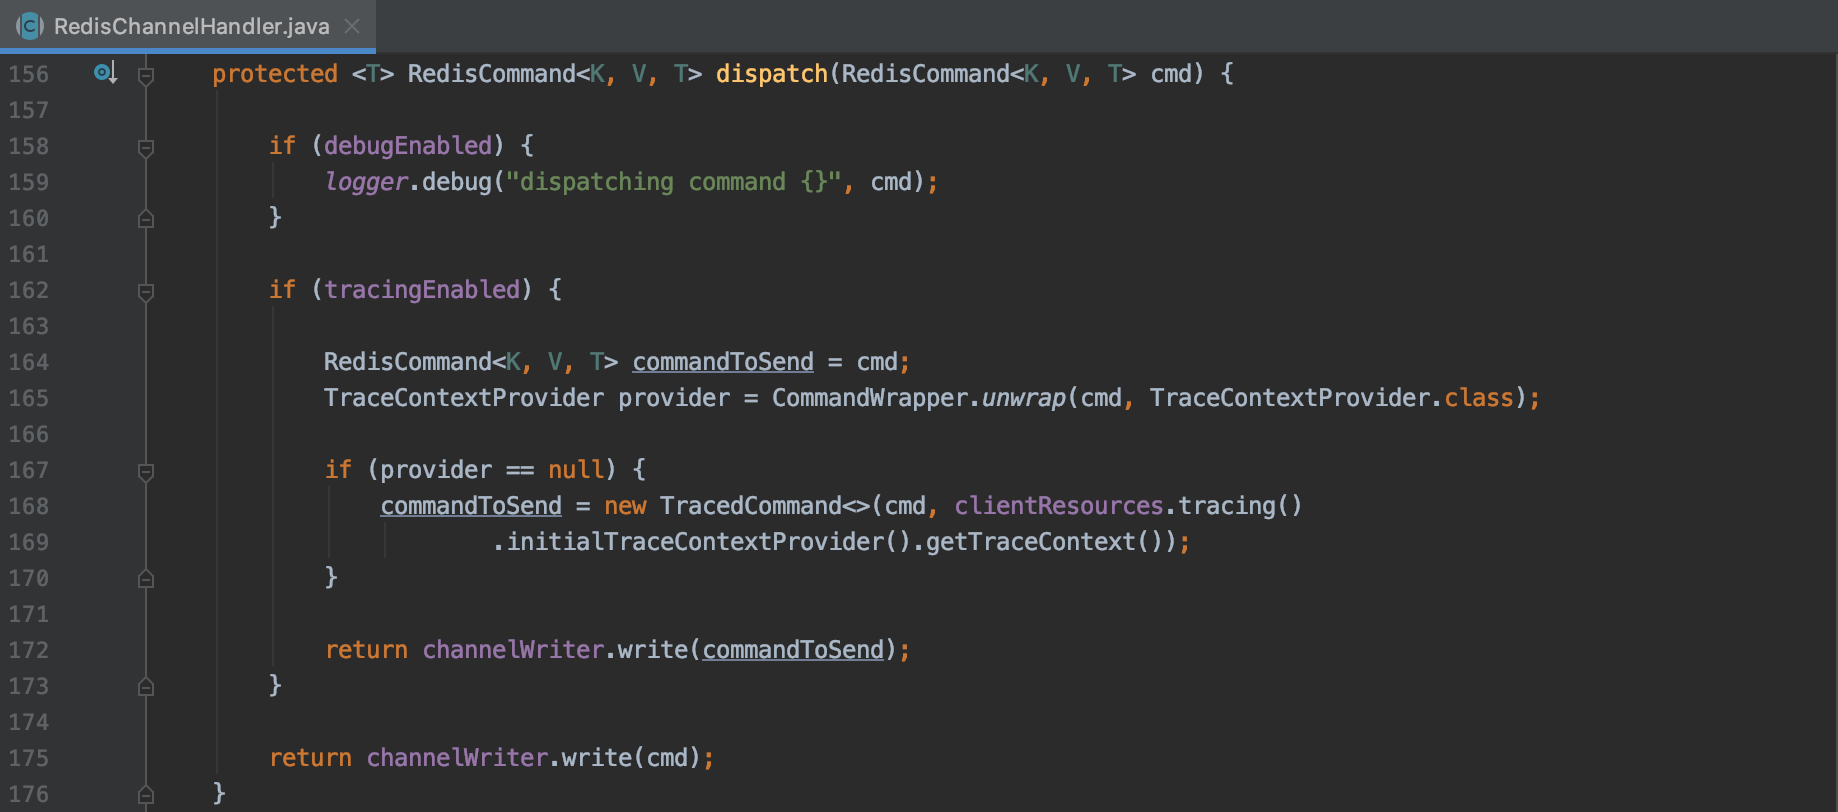 RedisChannelHandler.java
156 protected <T> RedisCommand<K, V, T> dispatch(RedisCommand<K, V, T> cmd) {
157
158 if (debugEnabled) {
159 logger.debug("dispatching command {}", cmd);
160 }
161
162 if (tracingEnabled) {
163
164 RedisCommand<K, V, T> commandToSend = cmd;
165 TraceContextProvider provider = CommandWrapper.unwrap(cmd, TraceContextProvider.class);
166
167 if (provider == null) {
168 commandToSend = new TracedCommand<>(cmd, clientResources.tracing()
169 .initialTraceContextProvider().getTraceContext());
170 }
171
172 return channelWriter.write(commandToSend);
173 }
174
175 return channelWriter.write(cmd);
176 }